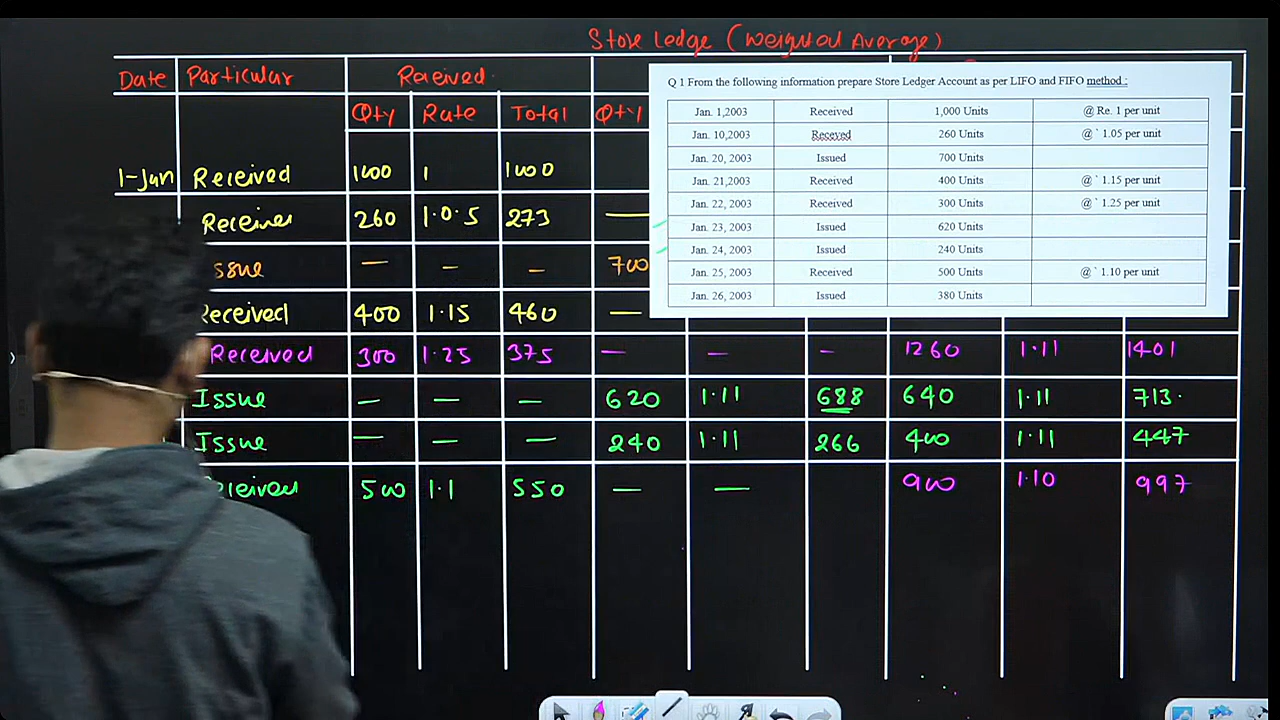 Store Ledge (Weighted Average)
Date Particular Received
Qty Rate Total Qty
1-Jan Received 1000 1 1000
Receiner 260 1.0.5 273 —
Issue — — — 700
Received 400 1.15 460 —
Received 300 1.25 375 — — — 1260 1.11 1401
Issue — — — 620 1.11 688 640 1.11 713.
Issue — — — 240 1.11 266 400 1.11 447
Received 500 1.1 550 — — 900 1.10 997
Q 1 From the following information prepare Store Ledger Account as per LIFO and FIFO method :
Jan. 1,2003 Received 1,000 Units @ Re. 1 per unit
Jan. 10,2003 Receved 260 Units @ ` 1.05 per unit
Jan. 20, 2003 Issued 700 Units
Jan. 21,2003 Received 400 Units @ ` 1.15 per unit
Jan. 22, 2003 Received 300 Units @ ` 1.25 per unit
Jan. 23, 2003 Issued 620 Units
Jan. 24, 2003 Issued 240 Units
Jan. 25, 2003 Received 500 Units @ ` 1.10 per unit
Jan. 26, 2003 Issued 380 Units